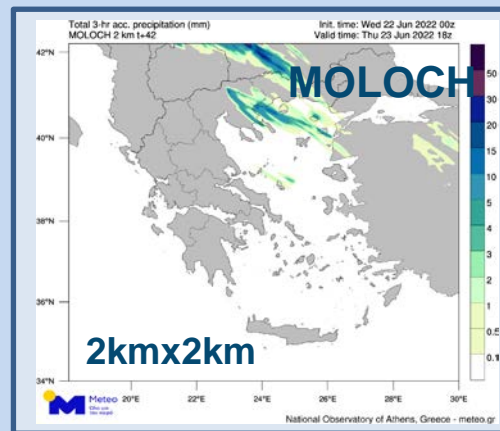 Total 3-hr acc. precipitation (mm) Init. time: Wed 22 Jun 2022 00z
MOLOCH 2 km t+42 Valid time: Thu 23 Jun 2022 18z
42°N
MOLOCH
50
30
40°N
20
15
10
38°N
5
4
3
36°N
2
1
0.5
2kmx2km
0.1
34°N
Meteo
20°E 22°E 24°E 26°E 28°E 30°E
National Observatory of Athens, Greece - meteo.gr